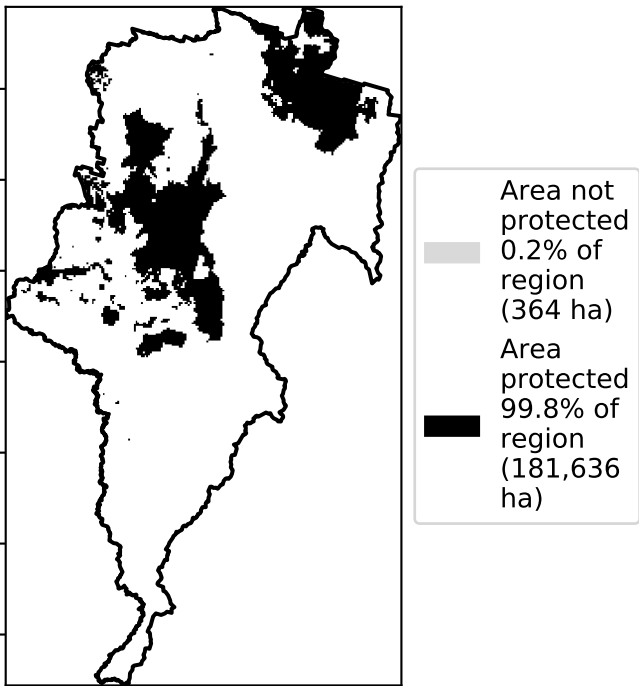 Area not
protected
0.2% of
region
(364 ha)
Area
protected
99.8% of
region
(181,636
ha)